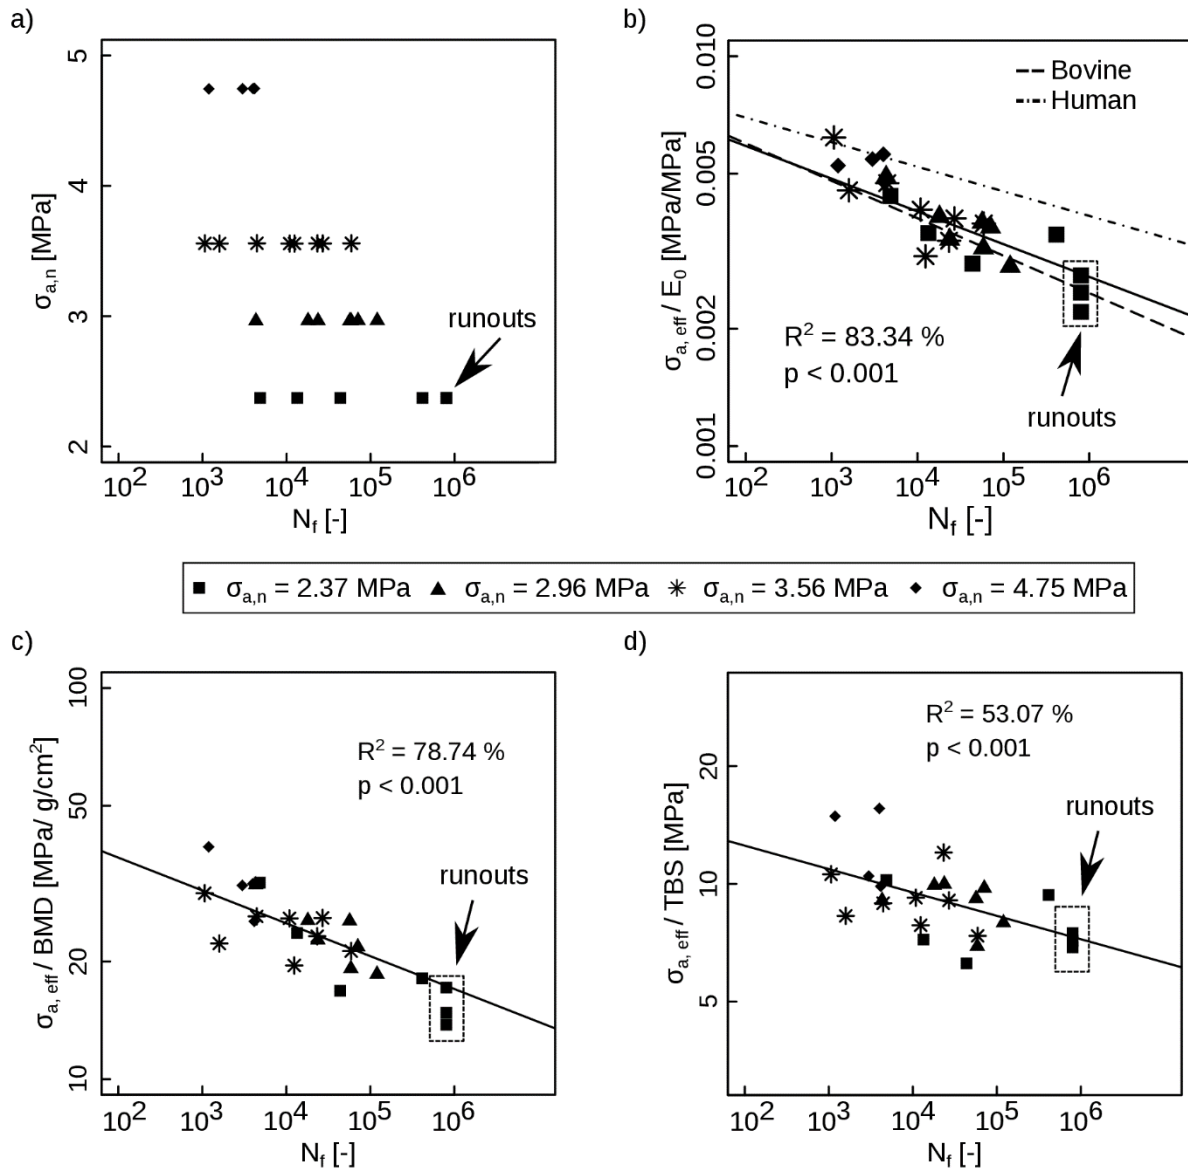 a)
5
4
3
2
σa,n [MPa]
runouts
10² 10³ 10⁴ 10⁵ 10⁶
Nf [-]
b)
0.010
0.005
0.002
0.001
σa, eff / E₀ [MPa/MPa]
Bovine
Human
R² = 83.34 %
p < 0.001
runouts
10² 10³ 10⁴ 10⁵ 10⁶
Nf [-]
σa,n = 2.37 MPa σa,n = 2.96 MPa σa,n = 3.56 MPa σa,n = 4.75 MPa
c)
100
50
20
10
σa, eff / BMD [MPa/ g/cm²]
R² = 78.74 %
p < 0.001
runouts
10² 10³ 10⁴ 10⁵ 10⁶
Nf [-]
d)
20
10
5
σa, eff / TBS [MPa]
R² = 53.07 %
p < 0.001
runouts
10² 10³ 10⁴ 10⁵ 10⁶
Nf [-]